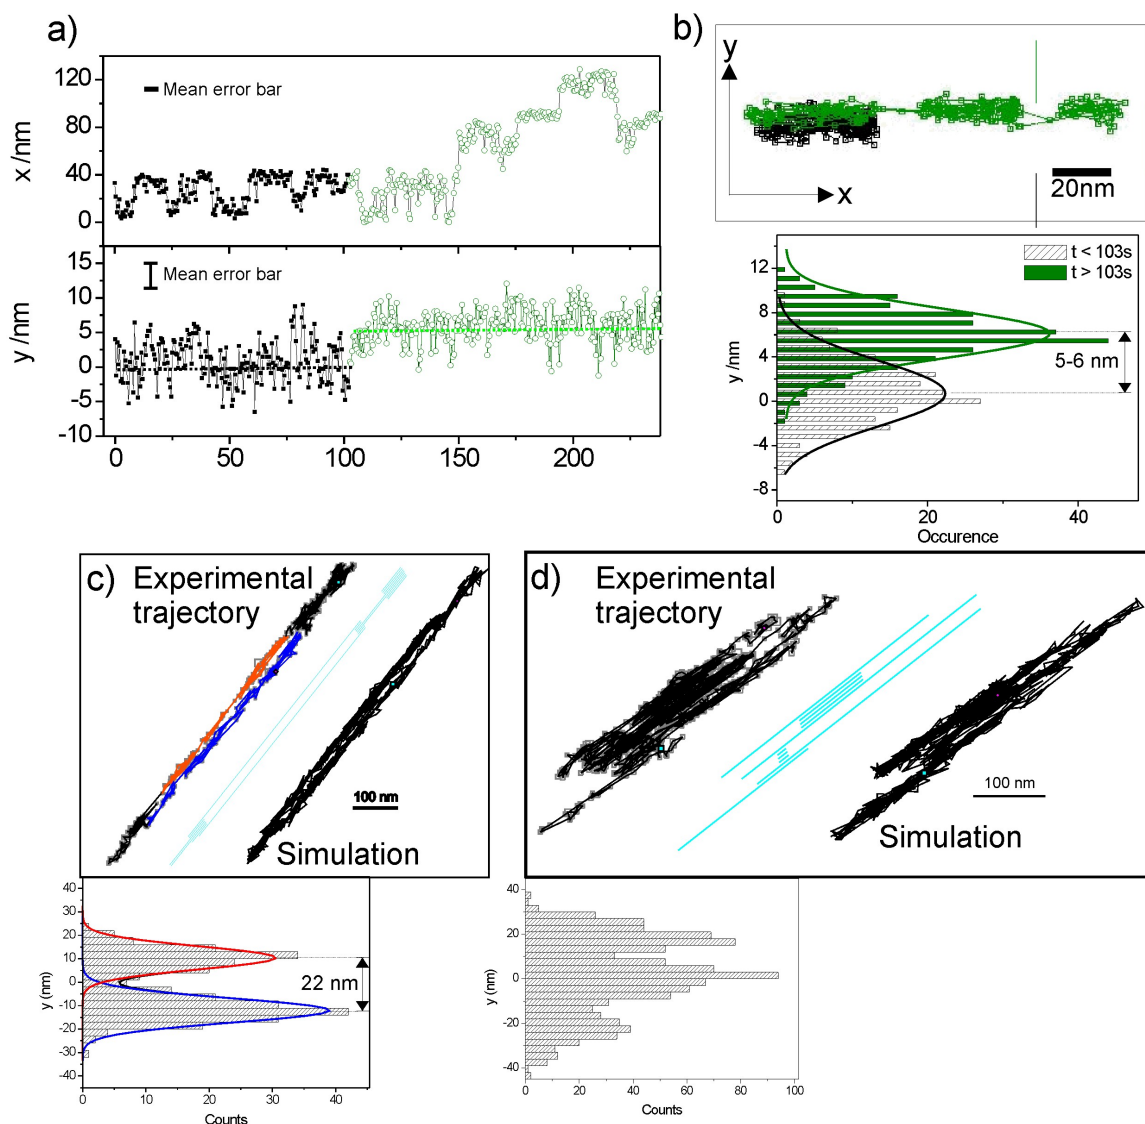 a)
x /nm
120
80
40
0
Mean error bar
y /nm
15
10
5
0
-5
-10
Mean error bar
0
50
100
150
200
b)
y
x
20nm
y /nm
12
8
4
0
-4
-8
t < 103s
t > 103s
5-6 nm
0
20
40
Occurence
c)
Experimental
trajectory
100 nm
Simulation
y (nm)
40
30
20
10
0
-10
-20
-30
-40
22 nm
0
10
20
30
40
Counts
d)
Experimental
trajectory
100 nm
Simulation
y (nm)
40
20
0
-20
-40
0
20
40
60
80
100
Counts